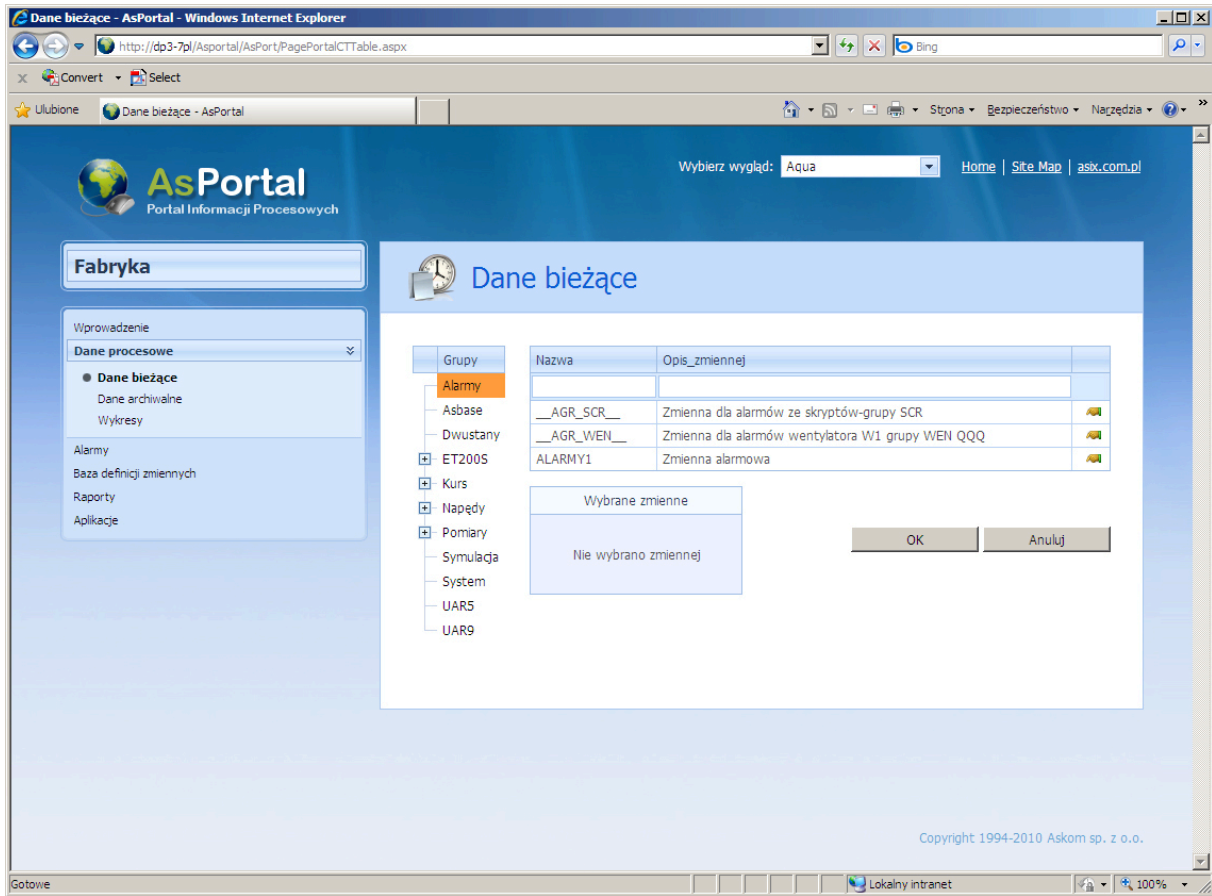 Dane bieżące - AsPortal - Windows Internet Explorer
http://dp3-7pl/Asportal/AsPort/PagePortalCTTable.aspx
Bing
x Convert Select
Ulubione Dane bieżące - AsPortal Strona Bezpieczeństwo Narzędzia »
AsPortal
Portal Informacji Procesowych
Wybierz wygląd: Aqua Home | Site Map | asix.com.pl
Fabryka
Wprowadzenie
Dane procesowe
Dane bieżące
Dane archiwalne
Wykresy
Alarmy
Baza definicji zmiennych
Raporty
Aplikacje
Dane bieżące
Grupy
Alarmy
Asbase
Dwustany
ET200S
Kurs
Napędy
Pomiary
Symulacja
System
UAR5
UAR9
Nazwa Opis_zmiennej
__AGR_SCR__ Zmienna dla alarmów ze skryptów-grupy SCR
__AGR_WEN__ Zmienna dla alarmów wentylatora W1 grupy WEN QQQ
ALARMY1 Zmienna alarmowa
Wybrane zmienne
Nie wybrano zmiennej
OK Anuluj
Copyright 1994-2010 Askom sp. z o.o.
Gotowe Lokalny intranet 100%